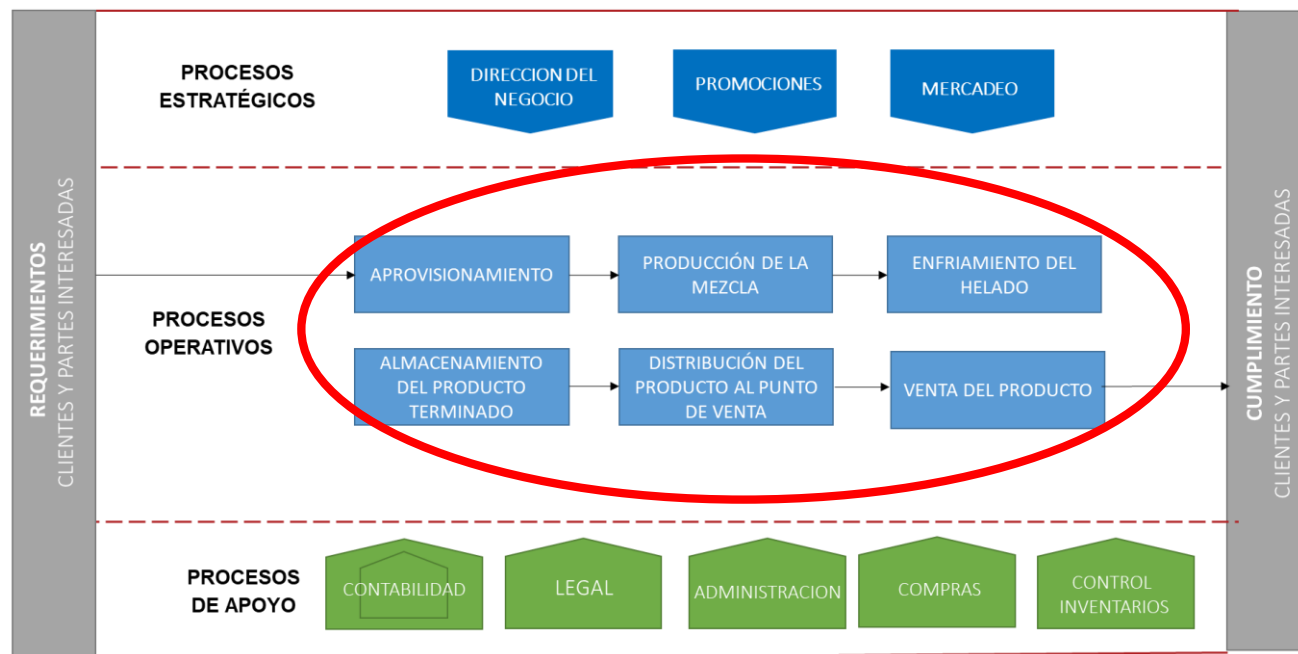 PROCESOS
ESTRATÉGICOS
DIRECCION DEL
NEGOCIO
PROMOCIONES
MERCADEO
REQUERIMIENTOS
CLIENTES Y PARTES INTERESADAS
PROCESOS
OPERATIVOS
APROVISIONAMIENTO
PRODUCCIÓN DE LA
MEZCLA
ENFRIAMIENTO DEL
HELADO
ALMACENAMIENTO
DEL PRODUCTO
TERMINADO
DISTRIBUCIÓN DEL
PRODUCTO AL PUNTO
DE VENTA
VENTA DEL PRODUCTO
CUMPLIMIENTO
CLIENTES Y PARTES INTERESADAS
PROCESOS
DE APOYO
CONTABILIDAD
LEGAL
ADMINISTRACION
COMPRAS
CONTROL
INVENTARIOS